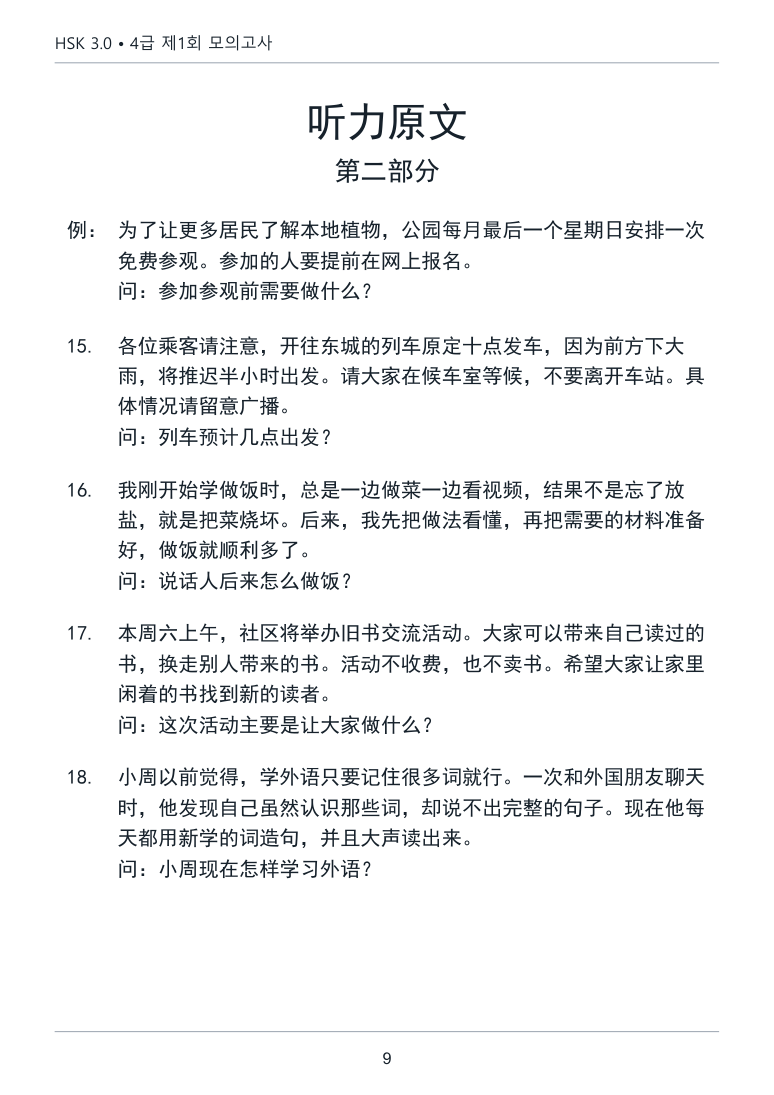 HSK 3.0 • 4급 제1회 모의고사
听力原文
第二部分
例： 为了让更多居民了解本地植物，公园每月最后一个星期日安排一次
免费参观。参加的人要提前在网上报名。
问：参加参观前需要做什么？
15. 各位乘客请注意，开往东城的列车原定十点发车，因为前方下大
雨，将推迟半小时出发。请大家在候车室等候，不要离开车站。具
体情况请留意广播。
问：列车预计几点出发？
16. 我刚开始学做饭时，总是一边做菜一边看视频，结果不是忘了放
盐，就是把菜烧坏。后来，我先把做法看懂，再把需要的材料准备
好，做饭就顺利多了。
问：说话人后来怎么做饭？
17. 本周六上午，社区将举办旧书交流活动。大家可以带来自己读过的
书，换走别人带来的书。活动不收费，也不卖书。希望大家让家里
闲着的书找到新的读者。
问：这次活动主要是让大家做什么？
18. 小周以前觉得，学外语只要记住很多词就行。一次和外国朋友聊天
时，他发现自己虽然认识那些词，却说不出完整的句子。现在他每
天都用新学的词造句，并且大声读出来。
问：小周现在怎样学习外语？
9